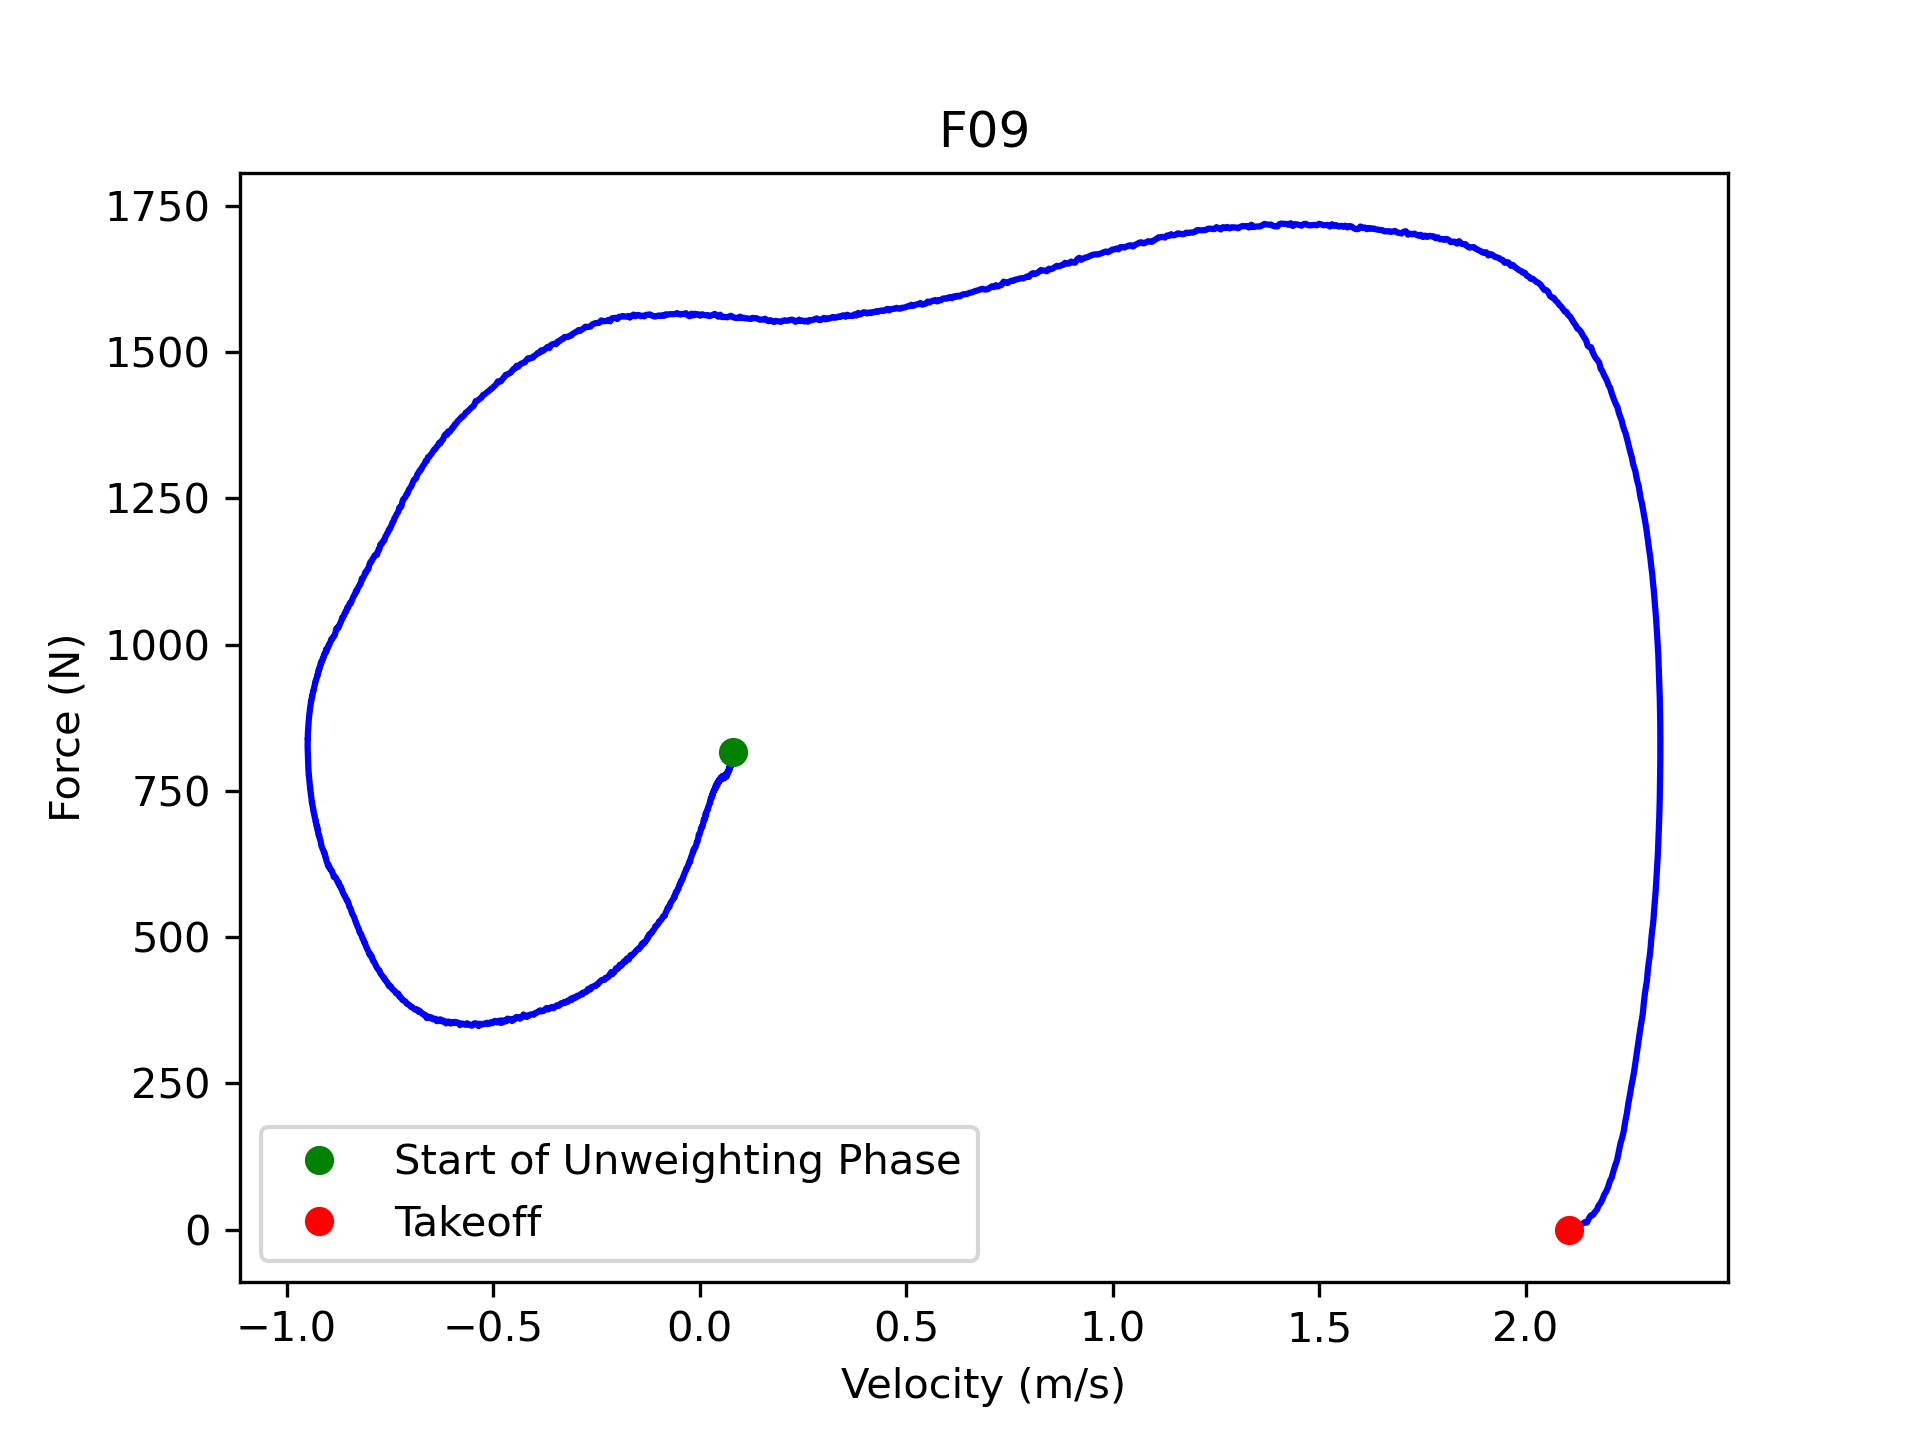 F09
1750
1500
1250
1000
750
500
250
0
Force (N)
Start of Unweighting Phase
Takeoff
−1.0 −0.5 0.0 0.5 1.0 1.5 2.0
Velocity (m/s)